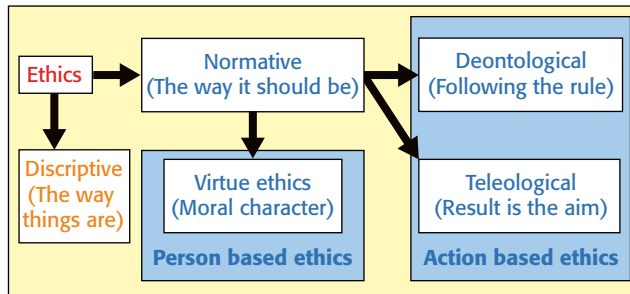 Ethics
Normative
(The way it should be)
Deontological
(Following the rule)
Discriptive
(The way
things are)
Virtue ethics
(Moral character)
Teleological
(Result is the aim)
Person based ethics
Action based ethics